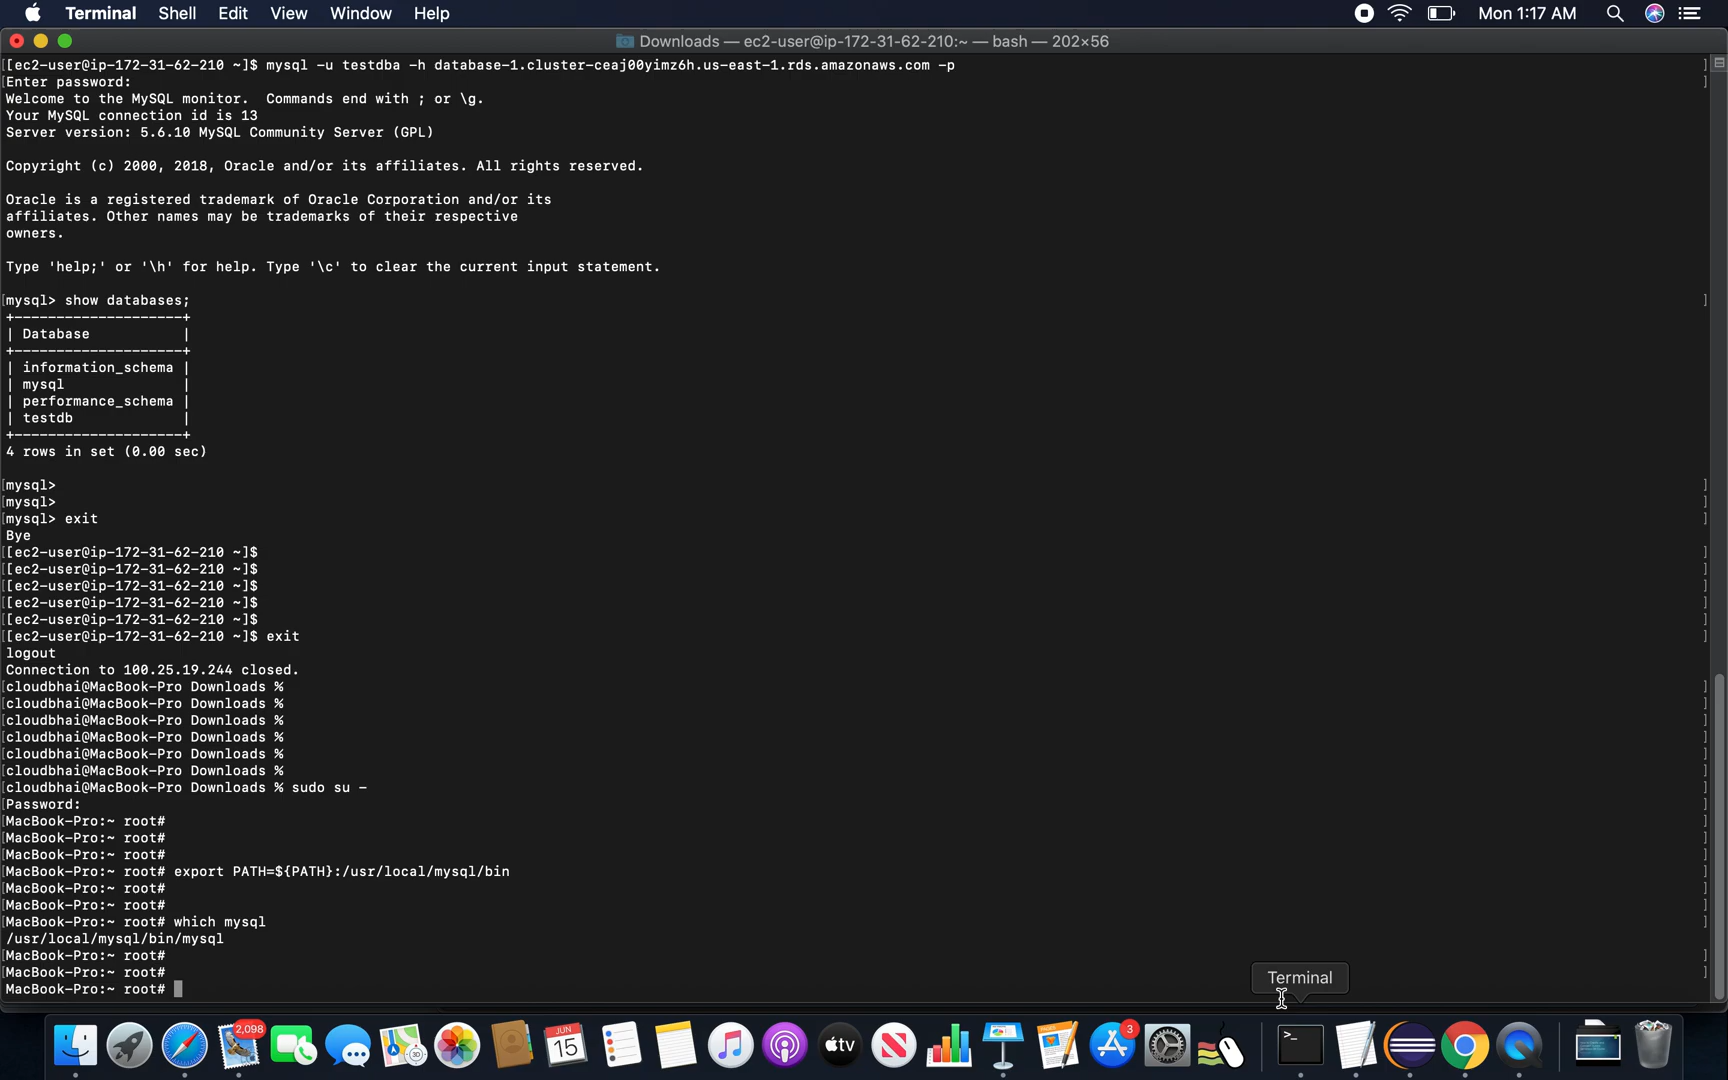 Terminal Shell Edit View Window Help Mon 1:17 AM
Downloads — ec2-user@ip-172-31-62-210:~ — bash — 202×56
[[ec2-user@ip-172-31-62-210 ~]$ mysql -u testdba -h database-1.cluster-ceaj00yimz6h.us-east-1.rds.amazonaws.com -p ]
[Enter password: ]
Welcome to the MySQL monitor.  Commands end with ; or \g.
Your MySQL connection id is 13
Server version: 5.6.10 MySQL Community Server (GPL)
Copyright (c) 2000, 2018, Oracle and/or its affiliates. All rights reserved.
Oracle is a registered trademark of Oracle Corporation and/or its
affiliates. Other names may be trademarks of their respective
owners.
Type 'help;' or '\h' for help. Type '\c' to clear the current input statement.
[mysql> show databases; ]
+--------------------+
| Database           |
+--------------------+
| information_schema |
| mysql              |
| performance_schema |
| testdb             |
+--------------------+
4 rows in set (0.00 sec)
[mysql> ]
[mysql> ]
[mysql> exit ]
Bye
[[ec2-user@ip-172-31-62-210 ~]$ ]
[[ec2-user@ip-172-31-62-210 ~]$ ]
[[ec2-user@ip-172-31-62-210 ~]$ ]
[[ec2-user@ip-172-31-62-210 ~]$ ]
[[ec2-user@ip-172-31-62-210 ~]$ ]
[[ec2-user@ip-172-31-62-210 ~]$ exit ]
logout
Connection to 100.25.19.244 closed.
[cloudbhai@MacBook-Pro Downloads % ]
[cloudbhai@MacBook-Pro Downloads % ]
[cloudbhai@MacBook-Pro Downloads % ]
[cloudbhai@MacBook-Pro Downloads % ]
[cloudbhai@MacBook-Pro Downloads % ]
[cloudbhai@MacBook-Pro Downloads % ]
[cloudbhai@MacBook-Pro Downloads % sudo su - ]
[Password: ]
[MacBook-Pro:~ root# ]
[MacBook-Pro:~ root# ]
[MacBook-Pro:~ root# ]
[MacBook-Pro:~ root# export PATH=${PATH}:/usr/local/mysql/bin ]
[MacBook-Pro:~ root# ]
[MacBook-Pro:~ root# ]
[MacBook-Pro:~ root# which mysql ]
/usr/local/mysql/bin/mysql
[MacBook-Pro:~ root# ]
[MacBook-Pro:~ root# ]
MacBook-Pro:~ root#
Terminal
2,098
JUN
15
tv
3
>_